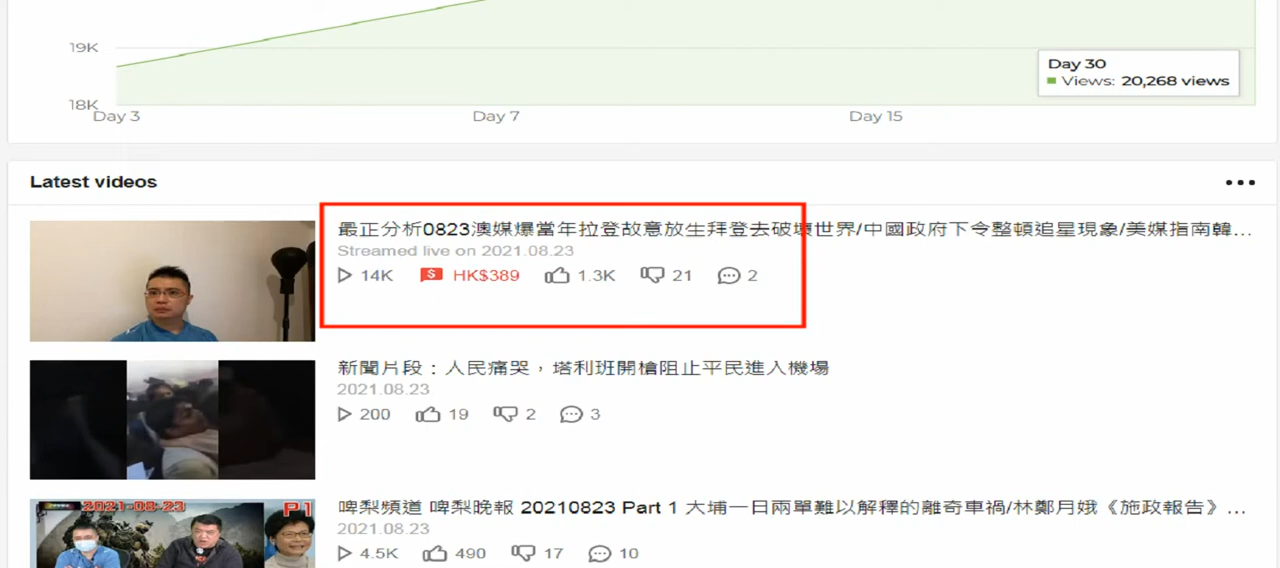 19K
18K
Day 3
Day 7
Day 15
Day 30
Views: 20,268 views
Latest videos
最正分析0823澳媒爆當年拉登故意放生拜登去破壞世界/中國政府下令整頓追星現象/美媒指南韓...
Streamed live on 2021.08.23
14K $ HK$389 1.3K 21 2
新聞片段：人民痛哭，塔利班開槍阻止平民進入機場
2021.08.23
200 19 2 3
2021-08-23 P1
啤梨頻道 啤梨晚報 20210823 Part 1 大埔一日兩單難以解釋的離奇車禍/林鄭月娥《施政報告》...
2021.08.23
4.5K 490 17 10